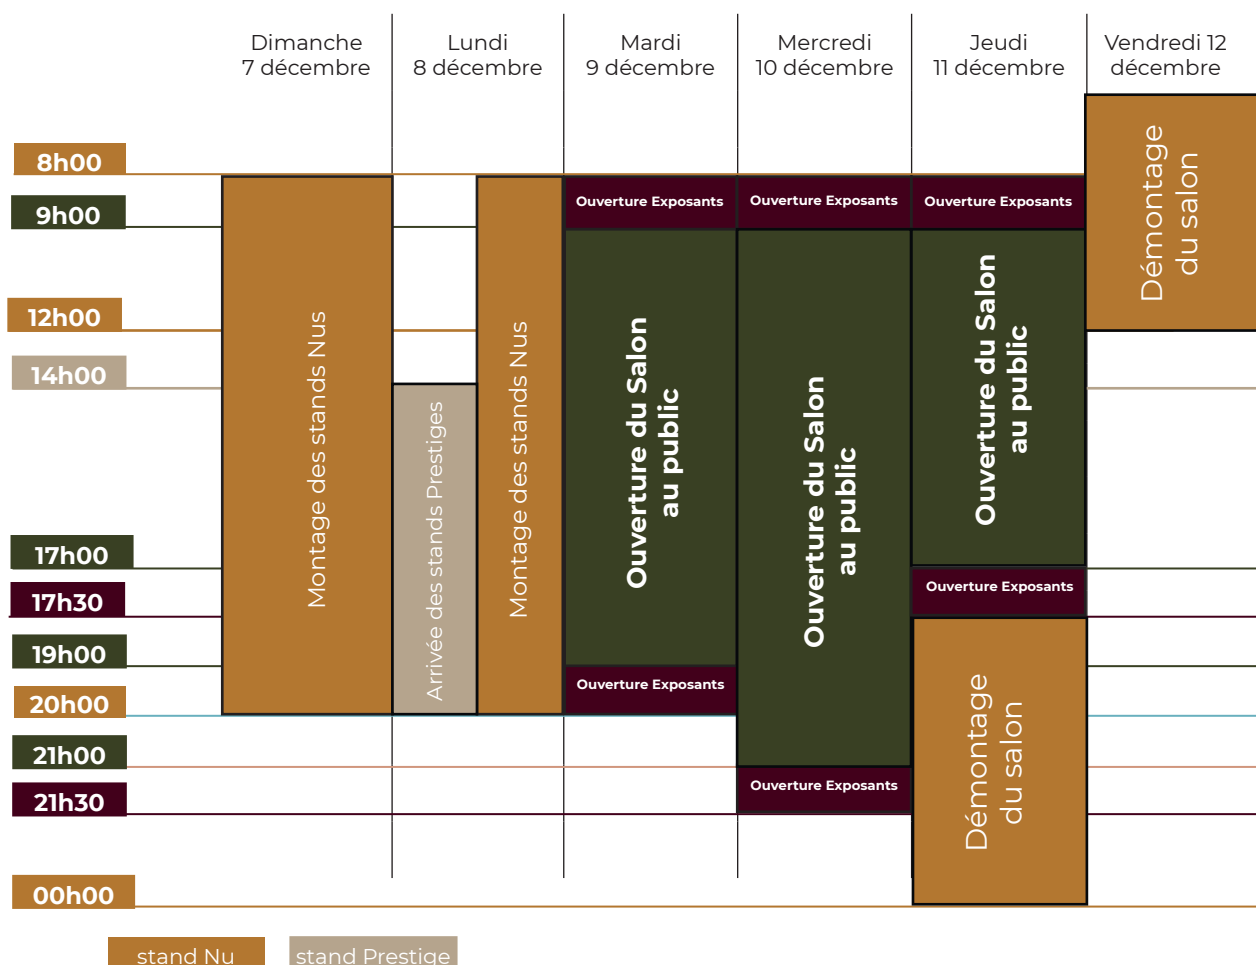 Dimanche
7 décembre
Lundi
8 décembre
Mardi
9 décembre
Mercredi
10 décembre
Jeudi
11 décembre
Vendredi 12
décembre
8h00
9h00
12h00
14h00
17h00
17h30
19h00
20h00
21h00
21h30
00h00
Montage des stands Nus
Arrivée des stands Prestiges
Montage des stands Nus
Ouverture Exposants
Ouverture du Salon
au public
Ouverture Exposants
Ouverture Exposants
Ouverture du Salon
au public
Ouverture Exposants
Ouverture Exposants
Ouverture du Salon
au public
Ouverture Exposants
Démontage
du salon
Démontage
du salon
stand Nu
stand Prestige